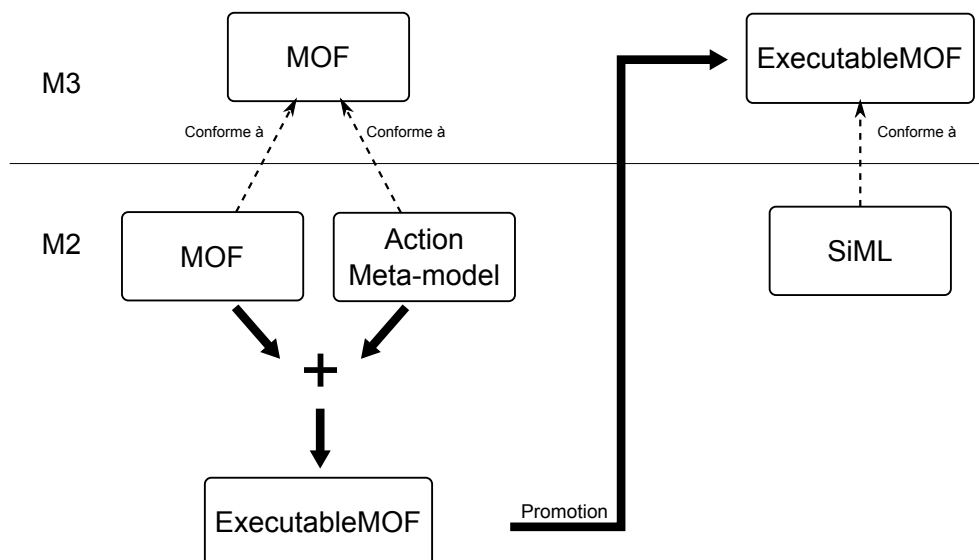 MOF
ExecutableMOF
M3
Conforme à
Conforme à
Conforme à
M2
MOF
Action
Meta-model
SiML
+
ExecutableMOF
Promotion